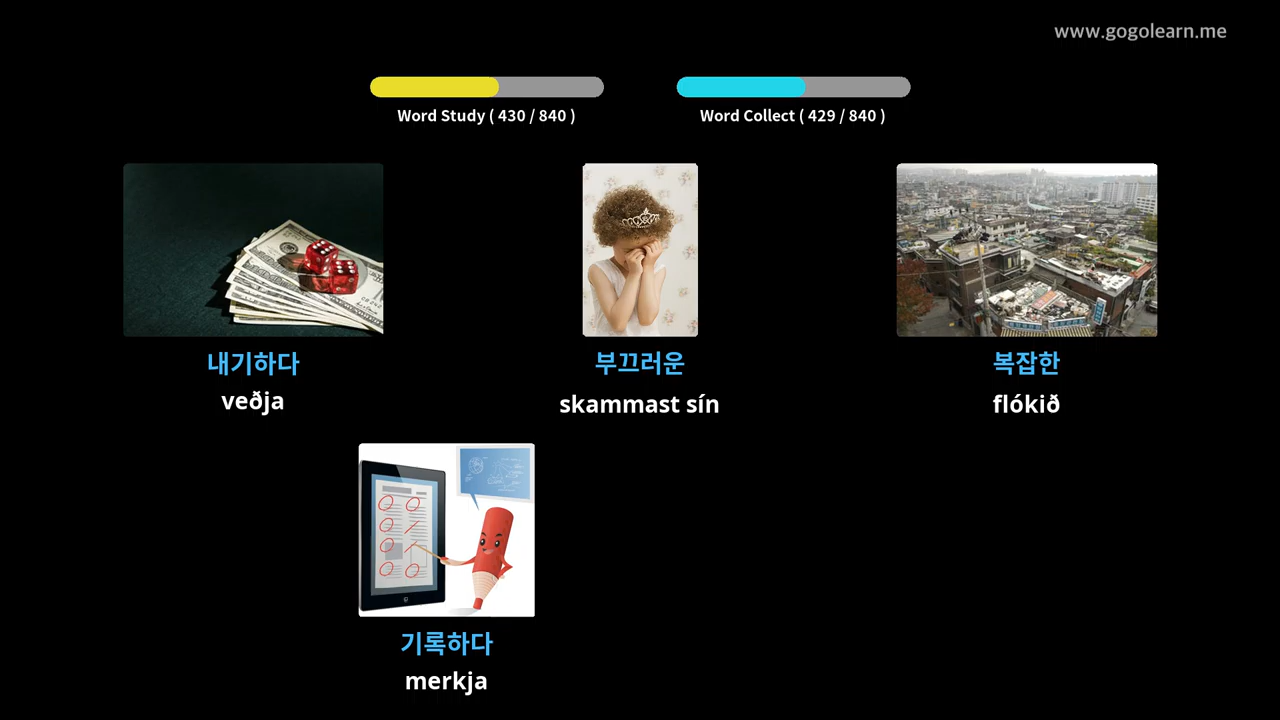 www.gogolearn.me
Word Study ( 430 / 840 )
Word Collect ( 429 / 840 )
내기하다
veðja
부끄러운
skammast sín
복잡한
flókið
기록하다
merkja